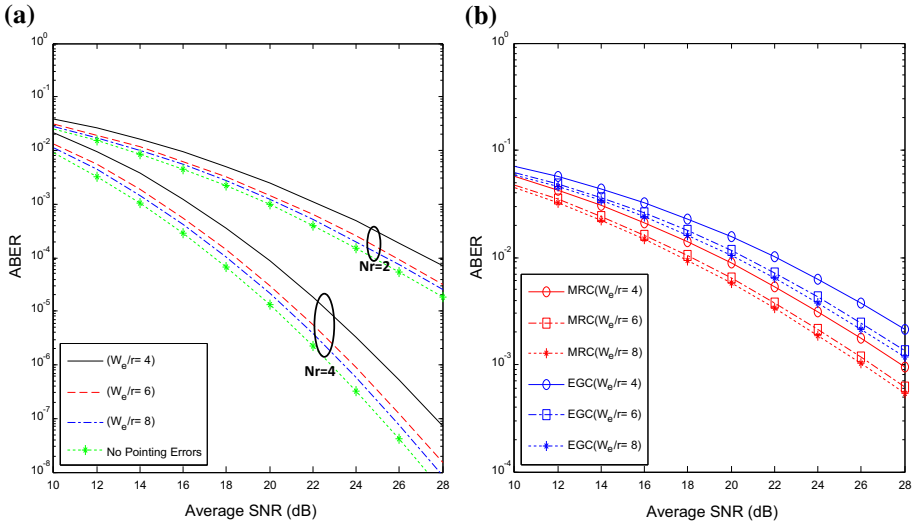 (a)
10^0
10^-1
10^-2
10^-3
10^-4
10^-5
10^-6
10^-7
10^-8
ABER
Nr=2
Nr=4
(W_e/r= 4)
(W_e/r= 6)
(W_e/r= 8)
No Pointing Errors
10 12 14 16 18 20 22 24 26 28
Average SNR (dB)
(b)
10^0
10^-1
10^-2
10^-3
10^-4
ABER
MRC(W_e/r= 4)
MRC(W_e/r= 6)
MRC(W_e/r= 8)
EGC(W_e/r= 4)
EGC(W_e/r= 6)
EGC(W_e/r= 8)
10 12 14 16 18 20 22 24 26 28
Average SNR (dB)